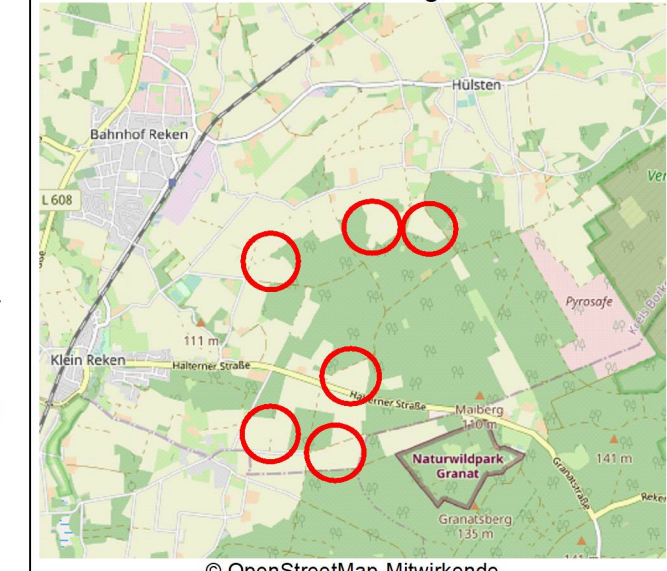 Hülsten
Bahnhof Reken
L 608
Pyrosafe
111 m
Klein Reken
Halterner Straße
Halterner Straße
Maiberg
110 m
Naturwildpark
Granat
Granatstraße
141 m
Granatsberg
135 m
© OpenStreetMap-Mitwirkende